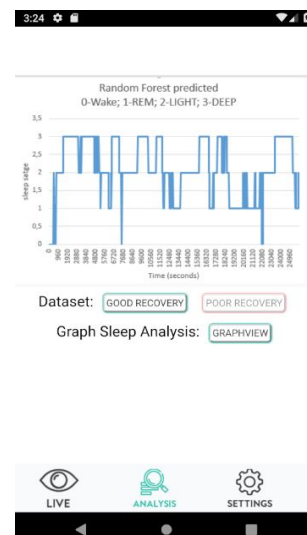 3:24
Random Forest predicted
0-Wake; 1-REM; 2-LIGHT; 3-DEEP
sleep satge
3,5
3
2,5
2
1,5
1
0,5
0
0 960 1920 2880 3840 4800 5760 6720 7680 8640 9600 10560 11520 12480 13440 14400 15360 16320 17280 18240 19200 20160 21120 22080 23040 24000 24960
Time (seconds)
Dataset: GOOD RECOVERY POOR RECOVERY
Graph Sleep Analysis: GRAPHVIEW
LIVE ANALYSIS SETTINGS